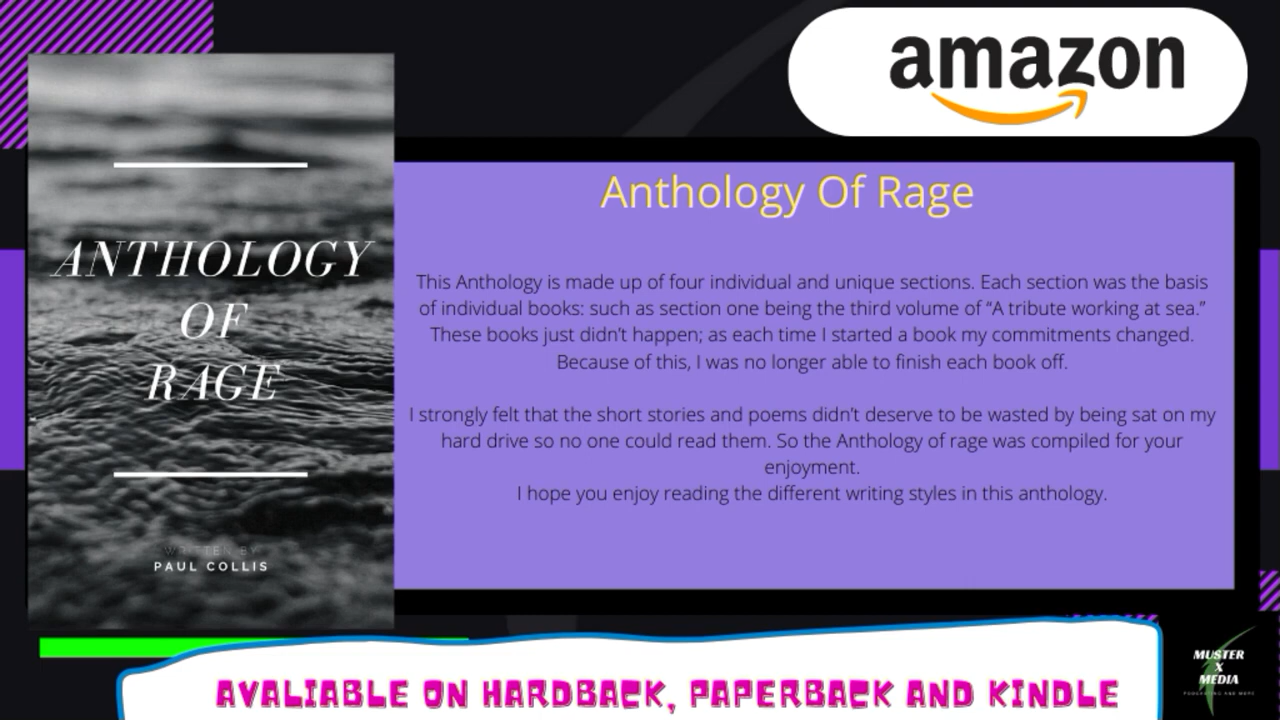 amazon
ANTHOLOGY
OF
RAGE
WRITTEN BY
PAUL COLLIS
Anthology Of Rage
This Anthology is made up of four individual and unique sections. Each section was the basis
of individual books: such as section one being the third volume of “A tribute working at sea.”
These books just didn’t happen; as each time I started a book my commitments changed.
Because of this, I was no longer able to finish each book off.
I strongly felt that the short stories and poems didn’t deserve to be wasted by being sat on my
hard drive so no one could read them. So the Anthology of rage was compiled for your
enjoyment.
I hope you enjoy reading the different writing styles in this anthology.
AVALIABLE ON HARDBACK, PAPERBACK AND KINDLE
MUSTER
X
MEDIA
PODCASTING AND MORE